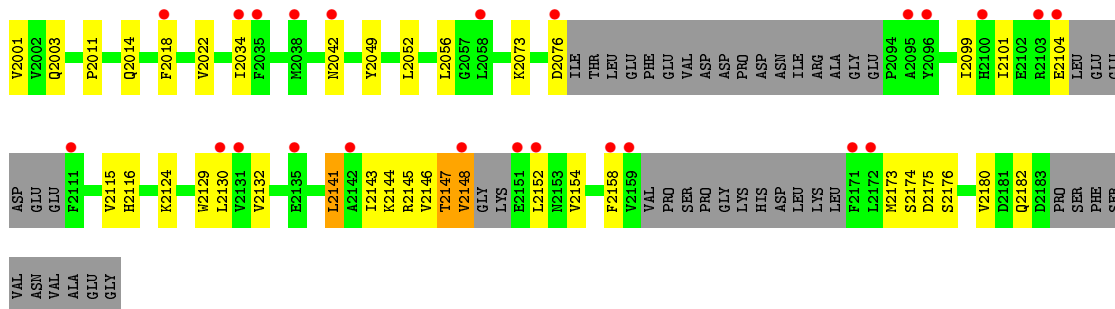 V2001 V2002 Q2003 P2011 Q2014 F2018 V2022 I2034 F2035 M2038 N2042 Y2049 L2052 L2056 G2057 L2058 K2073 D2076 ILE THR LEU GLU PHE GLU VAL ASP ASP PRO ASP ASN ILE ARG ALA GLY GLU P2094 A2095 Y2096 I2099 H2100 I2101 E2102 R2103 E2104 LEU GLU GLU
ASP GLU GLU F2111 V2115 H2116 K2124 W2129 L2130 V2131 V2132 E2135 L2141 A2142 I2143 K2144 R2145 V2146 T2147 V2148 GLY LYS E2151 L2152 N2153 V2154 F2158 V2159 VAL PRO SER PRO GLY LYS HIS ASP LEU LYS LEU F2171 L2172 M2173 S2174 D2175 S2176 V2180 D2181 Q2182 D2183 PRO SER PHE SER
VAL ASN VAL ALA GLU GLY